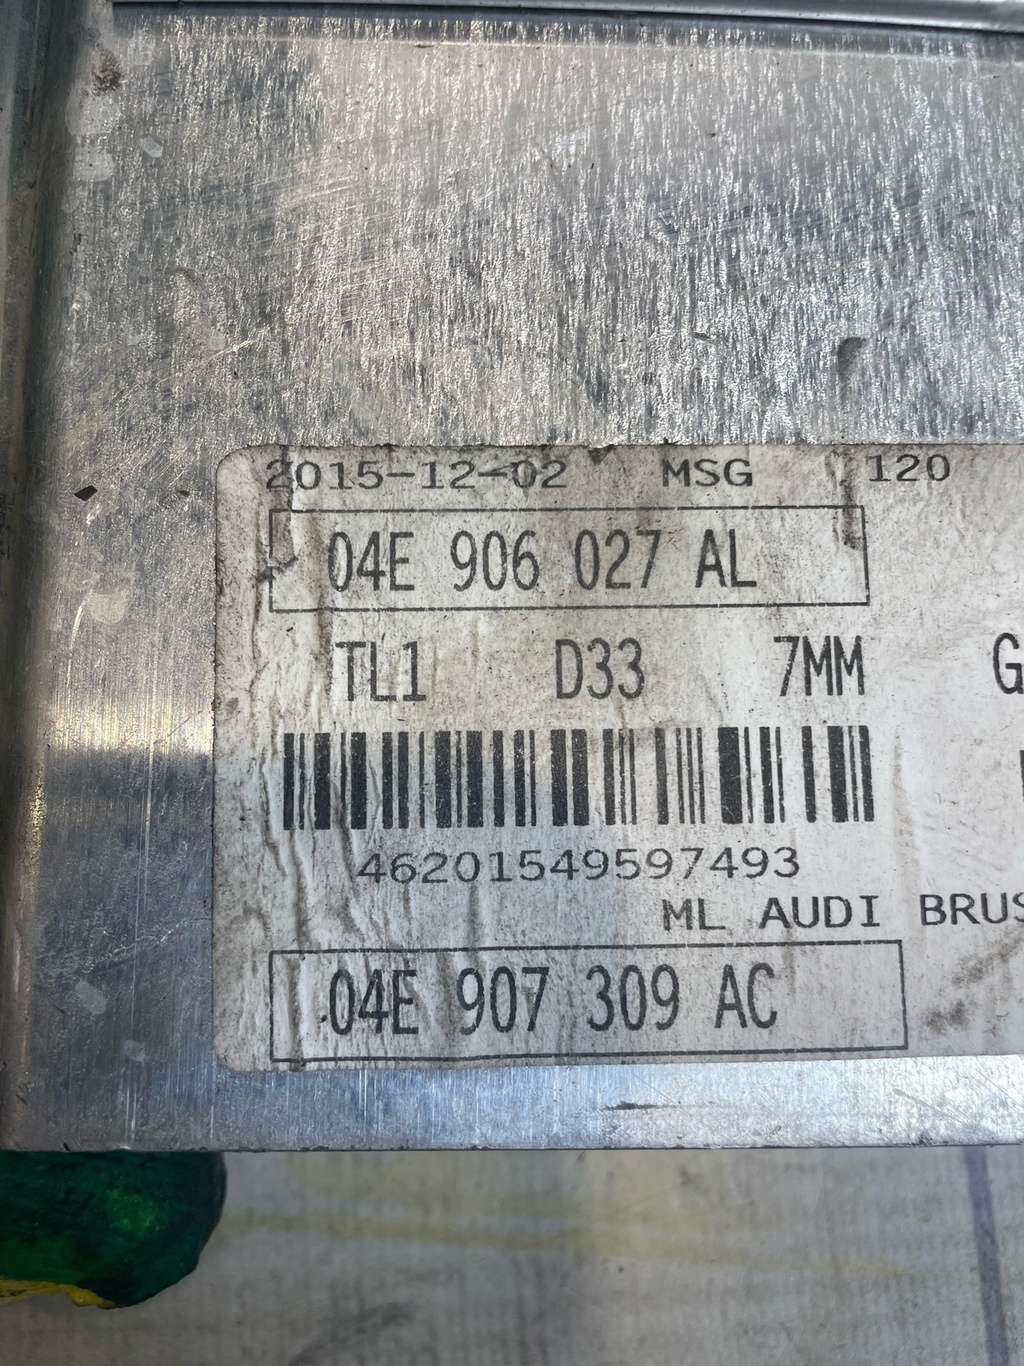 2015-12-02 MSG 120
04E 906 027 AL
TL1 D33 7MM G
46201549597493
ML AUDI BRUS
04E 907 309 AC